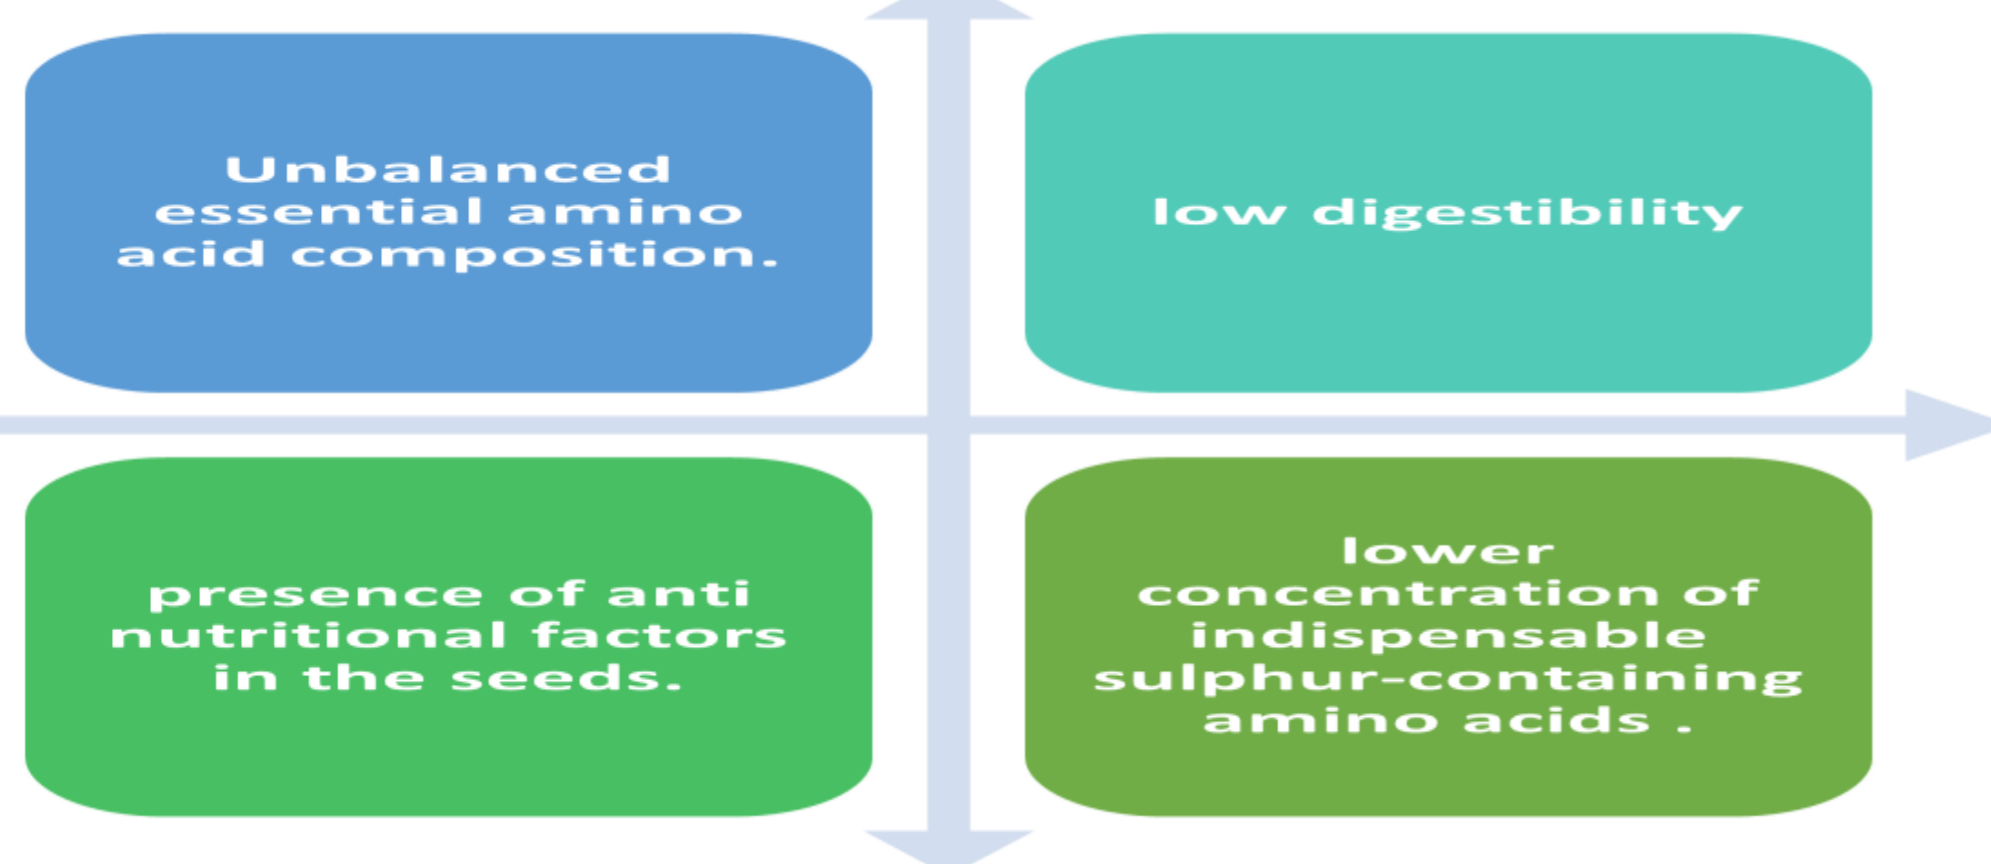 Unbalanced
essential amino
acid composition.
low digestibility
presence of anti
nutritional factors
in the seeds.
lower
concentration of
indispensable
sulphur-containing
amino acids .